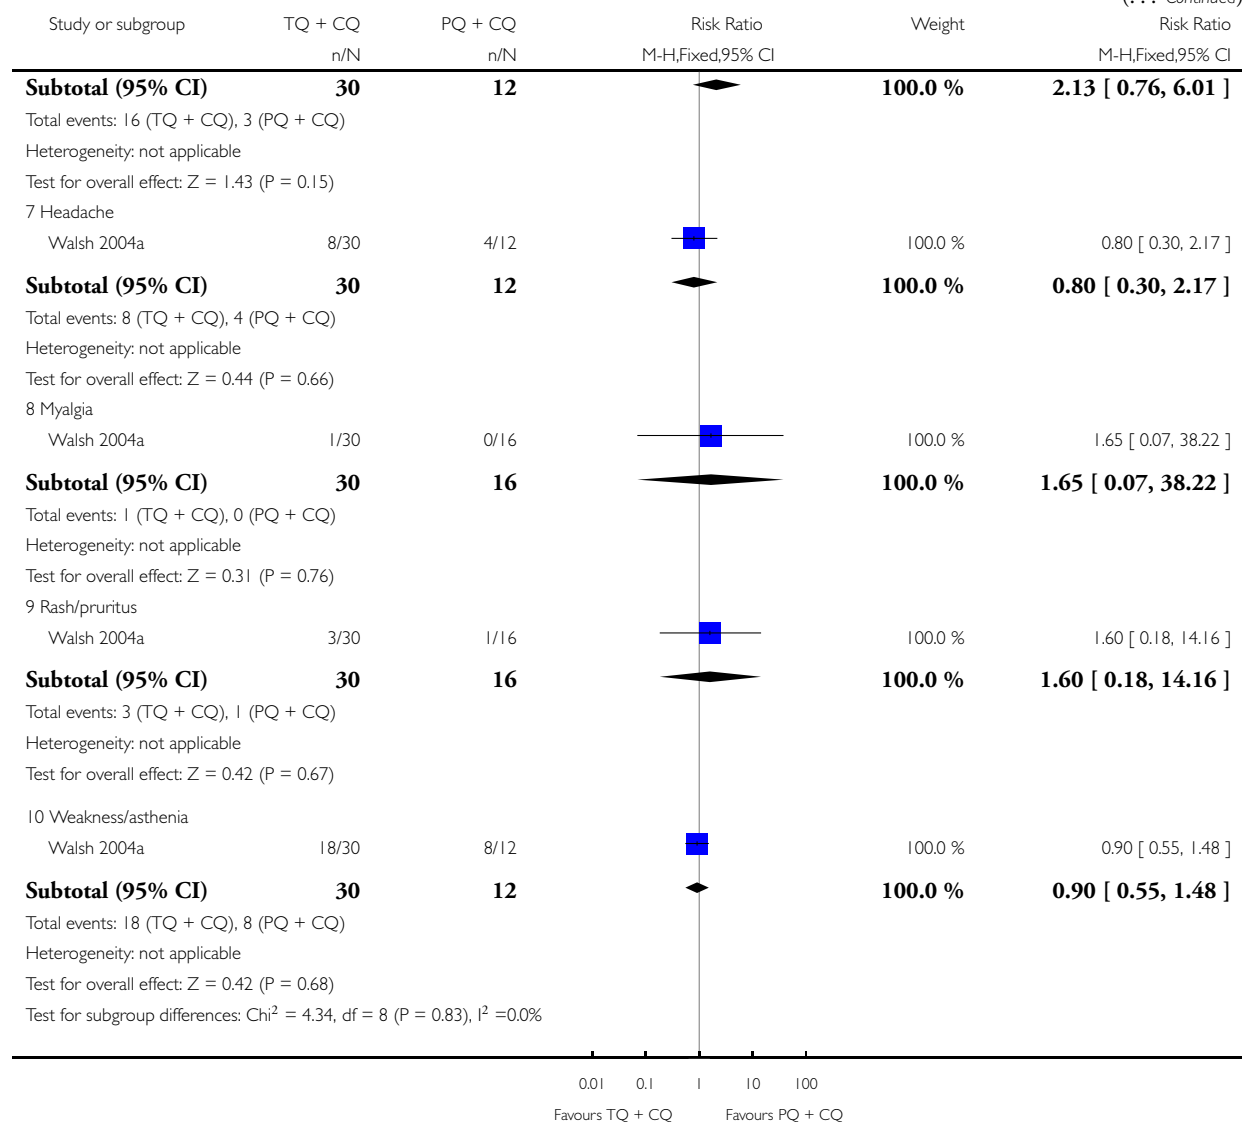 (. . . Continued)
Study or subgroup TQ + CQ PQ + CQ Risk Ratio Weight Risk Ratio
n/N n/N M-H,Fixed,95% CI M-H,Fixed,95% CI
Subtotal (95% CI) 30 12 100.0 % 2.13 [ 0.76, 6.01 ]
Total events: 16 (TQ + CQ), 3 (PQ + CQ)
Heterogeneity: not applicable
Test for overall effect: Z = 1.43 (P = 0.15)
7 Headache
Walsh 2004a 8/30 4/12 100.0 % 0.80 [ 0.30, 2.17 ]
Subtotal (95% CI) 30 12 100.0 % 0.80 [ 0.30, 2.17 ]
Total events: 8 (TQ + CQ), 4 (PQ + CQ)
Heterogeneity: not applicable
Test for overall effect: Z = 0.44 (P = 0.66)
8 Myalgia
Walsh 2004a 1/30 0/16 100.0 % 1.65 [ 0.07, 38.22 ]
Subtotal (95% CI) 30 16 100.0 % 1.65 [ 0.07, 38.22 ]
Total events: 1 (TQ + CQ), 0 (PQ + CQ)
Heterogeneity: not applicable
Test for overall effect: Z = 0.31 (P = 0.76)
9 Rash/pruritus
Walsh 2004a 3/30 1/16 100.0 % 1.60 [ 0.18, 14.16 ]
Subtotal (95% CI) 30 16 100.0 % 1.60 [ 0.18, 14.16 ]
Total events: 3 (TQ + CQ), 1 (PQ + CQ)
Heterogeneity: not applicable
Test for overall effect: Z = 0.42 (P = 0.67)
10 Weakness/asthenia
Walsh 2004a 18/30 8/12 100.0 % 0.90 [ 0.55, 1.48 ]
Subtotal (95% CI) 30 12 100.0 % 0.90 [ 0.55, 1.48 ]
Total events: 18 (TQ + CQ), 8 (PQ + CQ)
Heterogeneity: not applicable
Test for overall effect: Z = 0.42 (P = 0.68)
Test for subgroup differences: Chi² = 4.34, df = 8 (P = 0.83), I² =0.0%
0.01 0.1 1 10 100
Favours TQ + CQ Favours PQ + CQ